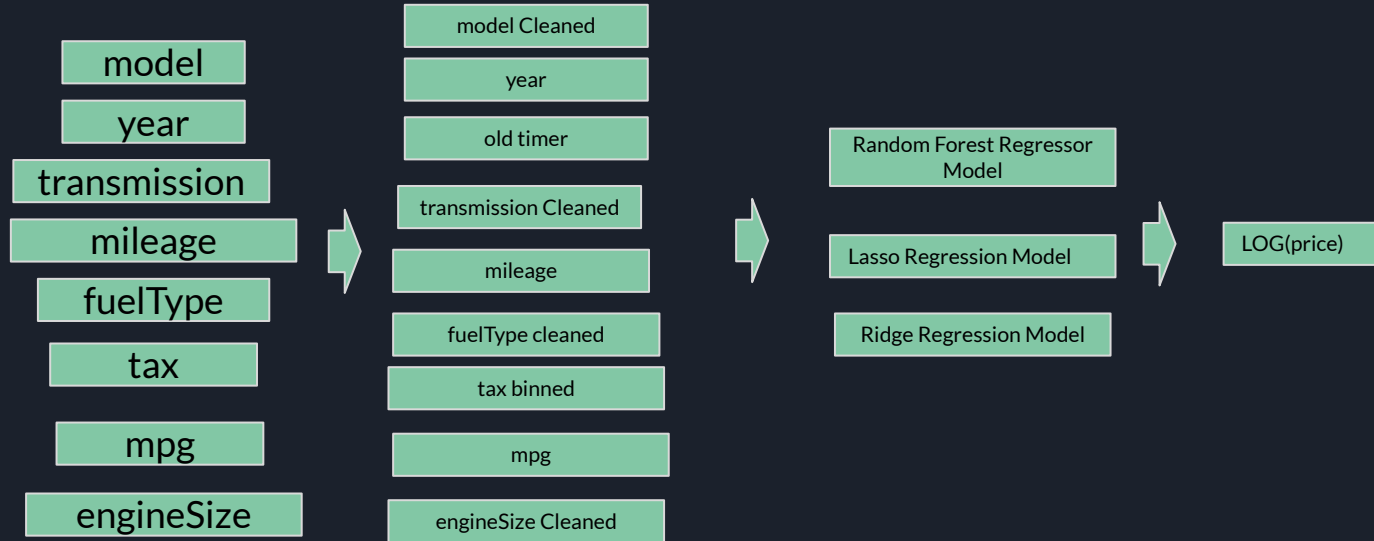 model
year
transmission
mileage
fuelType
tax
mpg
engineSize
model Cleaned
year
old timer
transmission Cleaned
mileage
fuelType cleaned
tax binned
mpg
engineSize Cleaned
Random Forest Regressor
Model
Lasso Regression Model
Ridge Regression Model
LOG(price)